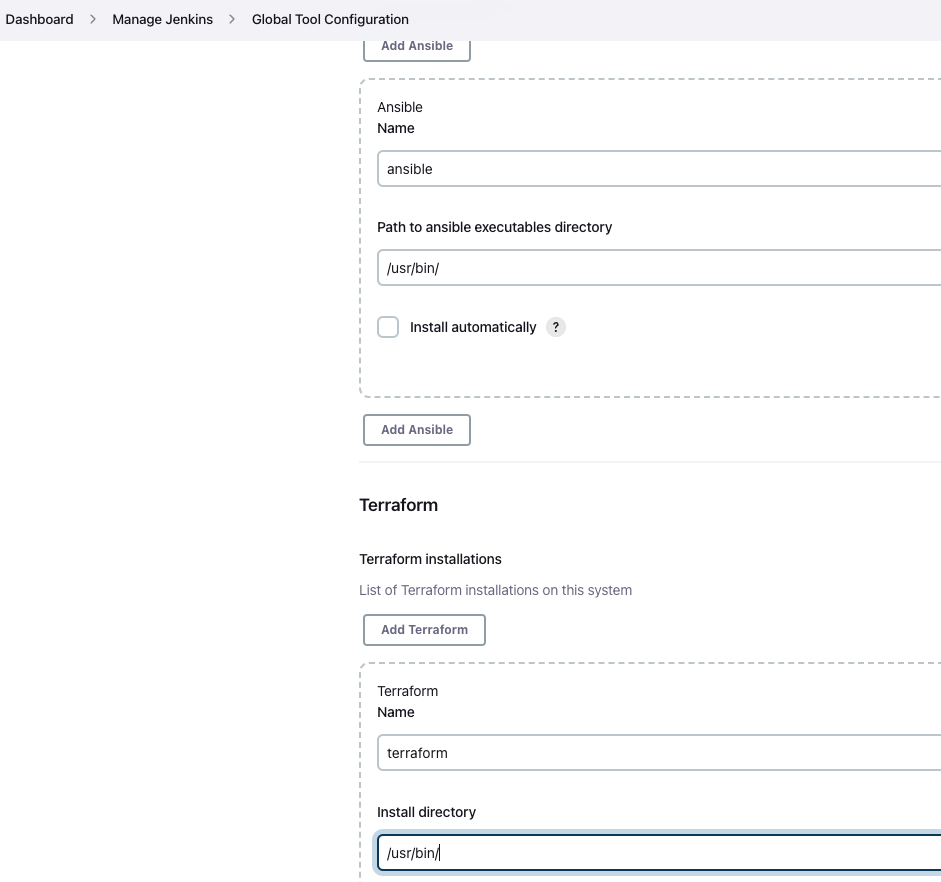 Dashboard > Manage Jenkins > Global Tool Configuration
Add Ansible
Ansible
Name
ansible
Path to ansible executables directory
/usr/bin/
Install automatically ?
Add Ansible
Terraform
Terraform installations
List of Terraform installations on this system
Add Terraform
Terraform
Name
terraform
Install directory
/usr/bin/